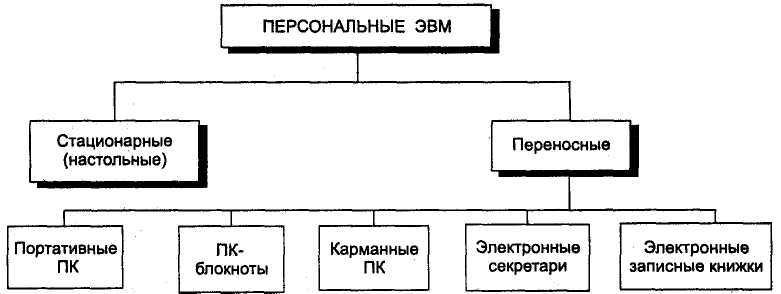 ПЕРСОНАЛЬНЫЕ ЭВМ
Стационарные
(настольные)
Переносные
Портативные
ПК
ПК-
блокноты
Карманные
ПК
Электронные
секретари
Электронные
записные книжки